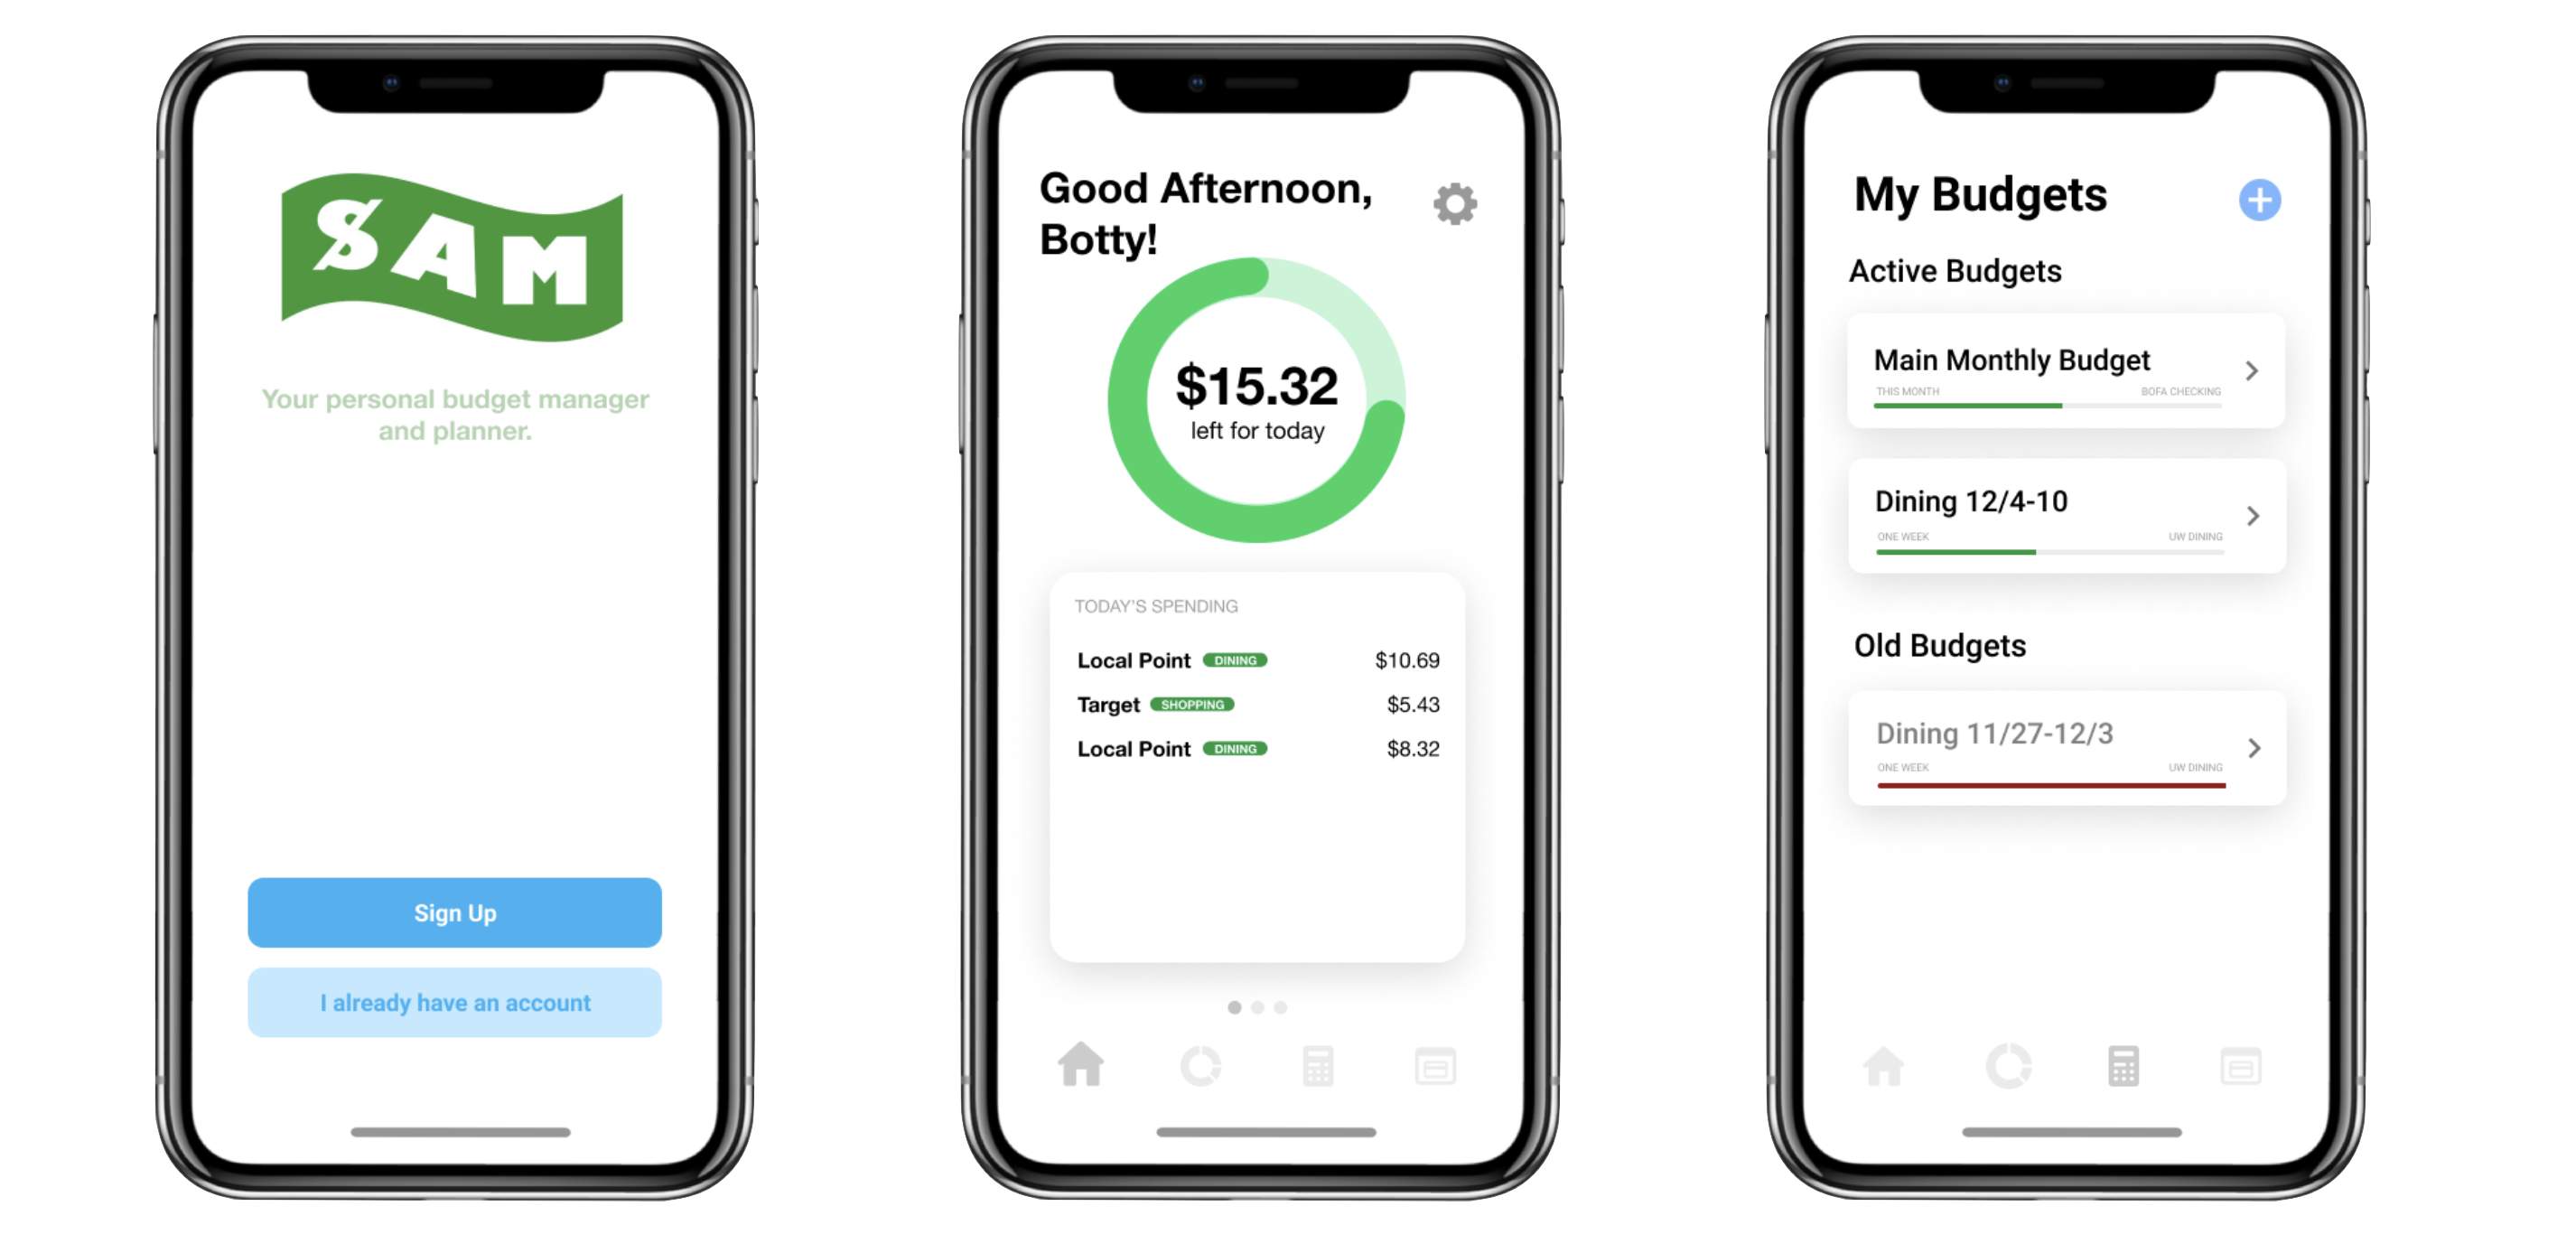 $AM
Your personal budget manager
and planner.
Sign Up
I already have an account
Good Afternoon,
Botty!
$15.32
left for today
TODAY'S SPENDING
Local Point DINING $10.69
Target SHOPPING $5.43
Local Point DINING $8.32
My Budgets
Active Budgets
Main Monthly Budget
THIS MONTH BOFA CHECKING
Dining 12/4-10
ONE WEEK UW DINING
Old Budgets
Dining 11/27-12/3
ONE WEEK UW DINING